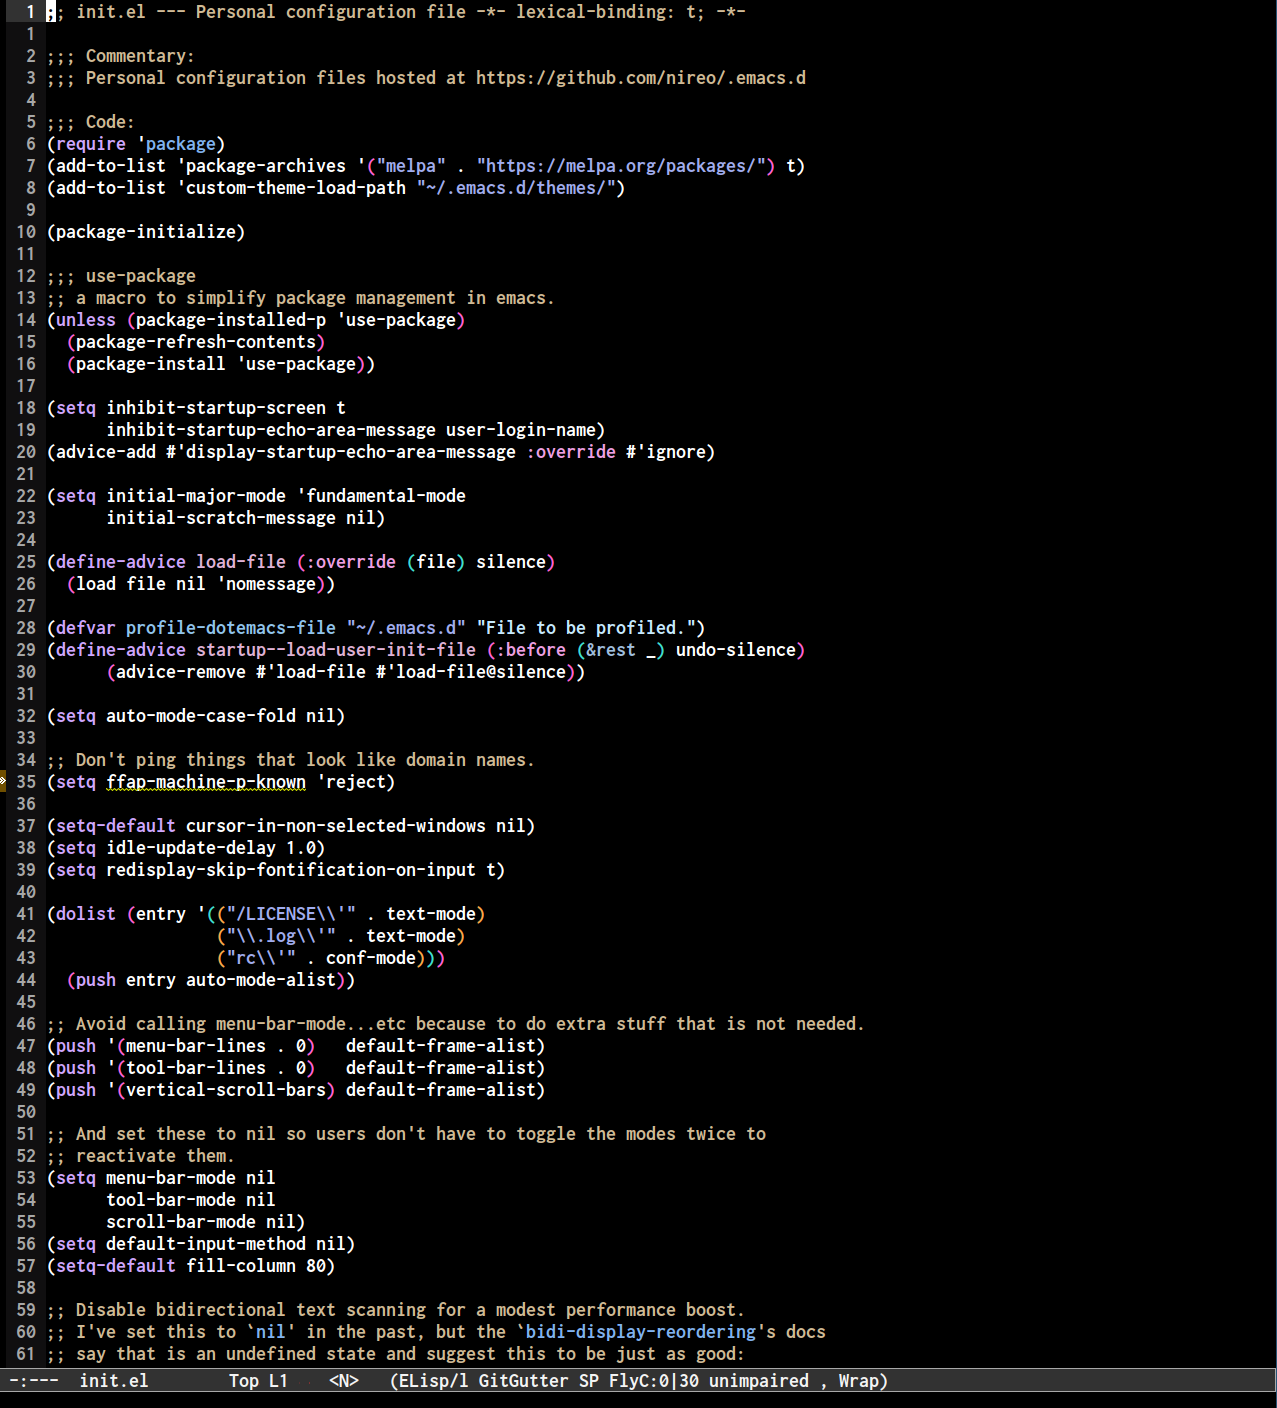 1 ;; init.el --- Personal configuration file -*- lexical-binding: t; -*-
1
2 ;;; Commentary:
3 ;;; Personal configuration files hosted at https://github.com/nireo/.emacs.d
4
5 ;;; Code:
6 (require 'package)
7 (add-to-list 'package-archives '("melpa" . "https://melpa.org/packages/") t)
8 (add-to-list 'custom-theme-load-path "~/.emacs.d/themes/")
9
10 (package-initialize)
11
12 ;;; use-package
13 ;; a macro to simplify package management in emacs.
14 (unless (package-installed-p 'use-package)
15   (package-refresh-contents)
16   (package-install 'use-package))
17
18 (setq inhibit-startup-screen t
19       inhibit-startup-echo-area-message user-login-name)
20 (advice-add #'display-startup-echo-area-message :override #'ignore)
21
22 (setq initial-major-mode 'fundamental-mode
23       initial-scratch-message nil)
24
25 (define-advice load-file (:override (file) silence)
26   (load file nil 'nomessage))
27
28 (defvar profile-dotemacs-file "~/.emacs.d" "File to be profiled.")
29 (define-advice startup--load-user-init-file (:before (&rest _) undo-silence)
30       (advice-remove #'load-file #'load-file@silence))
31
32 (setq auto-mode-case-fold nil)
33
34 ;; Don't ping things that look like domain names.
» 35 (setq ffap-machine-p-known 'reject)
36
37 (setq-default cursor-in-non-selected-windows nil)
38 (setq idle-update-delay 1.0)
39 (setq redisplay-skip-fontification-on-input t)
40
41 (dolist (entry '(("/LICENSE\\'" . text-mode)
42                  ("\\.log\\'" . text-mode)
43                  ("rc\\'" . conf-mode)))
44   (push entry auto-mode-alist))
45
46 ;; Avoid calling menu-bar-mode...etc because to do extra stuff that is not needed.
47 (push '(menu-bar-lines . 0)   default-frame-alist)
48 (push '(tool-bar-lines . 0)   default-frame-alist)
49 (push '(vertical-scroll-bars) default-frame-alist)
50
51 ;; And set these to nil so users don't have to toggle the modes twice to
52 ;; reactivate them.
53 (setq menu-bar-mode nil
54       tool-bar-mode nil
55       scroll-bar-mode nil)
56 (setq default-input-method nil)
57 (setq-default fill-column 80)
58
59 ;; Disable bidirectional text scanning for a modest performance boost.
60 ;; I've set this to `nil' in the past, but the `bidi-display-reordering's docs
61 ;; say that is an undefined state and suggest this to be just as good:
-:---  init.el        Top L1    <N>   (ELisp/l GitGutter SP FlyC:0|30 unimpaired , Wrap)